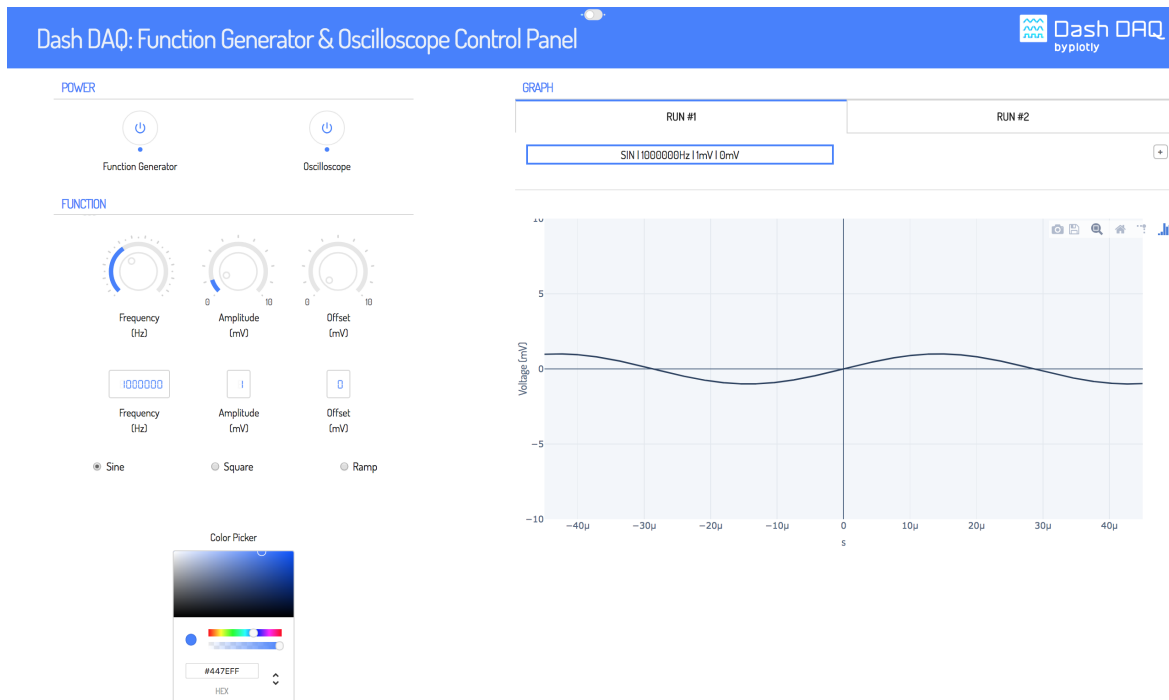 Dash DAQ: Function Generator & Oscilloscope Control Panel
Dash DAQ
by plotly
POWER
Function Generator
Oscilloscope
FUNCTION
0
10
0
10
Frequency
(Hz)
Amplitude
(mV)
Offset
(mV)
1000000
1
0
Frequency
(Hz)
Amplitude
(mV)
Offset
(mV)
Sine
Square
Ramp
Color Picker
#447EFF
HEX
GRAPH
RUN #1
RUN #2
SIN | 1000000Hz | 1mV | 0mV
+
10
5
0
−5
−10
Voltage (mV)
−40μ
−30μ
−20μ
−10μ
0
10μ
20μ
30μ
40μ
s